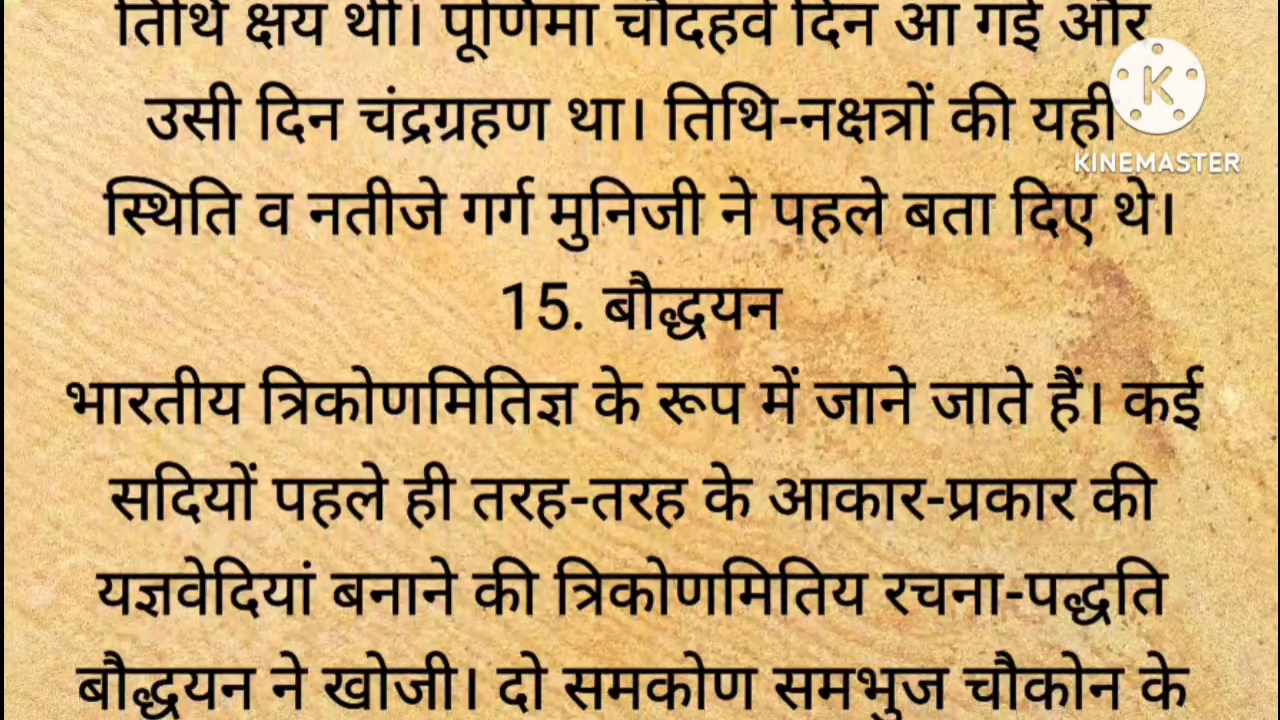 तिथि क्षय थी। पूर्णिमा चौदहवें दिन आ गई और
उसी दिन चंद्रग्रहण था। तिथि-नक्षत्रों की यही
स्थिति व नतीजे गर्ग मुनिजी ने पहले बता दिए थे।
15. बौद्धयन
भारतीय त्रिकोणमितिज्ञ के रूप में जाने जाते हैं। कई
सदियों पहले ही तरह-तरह के आकार-प्रकार की
यज्ञवेदियां बनाने की त्रिकोणमितिय रचना-पद्धति
बौद्धयन ने खोजी। दो समकोण समभुज चौकोन के
KINEMASTER